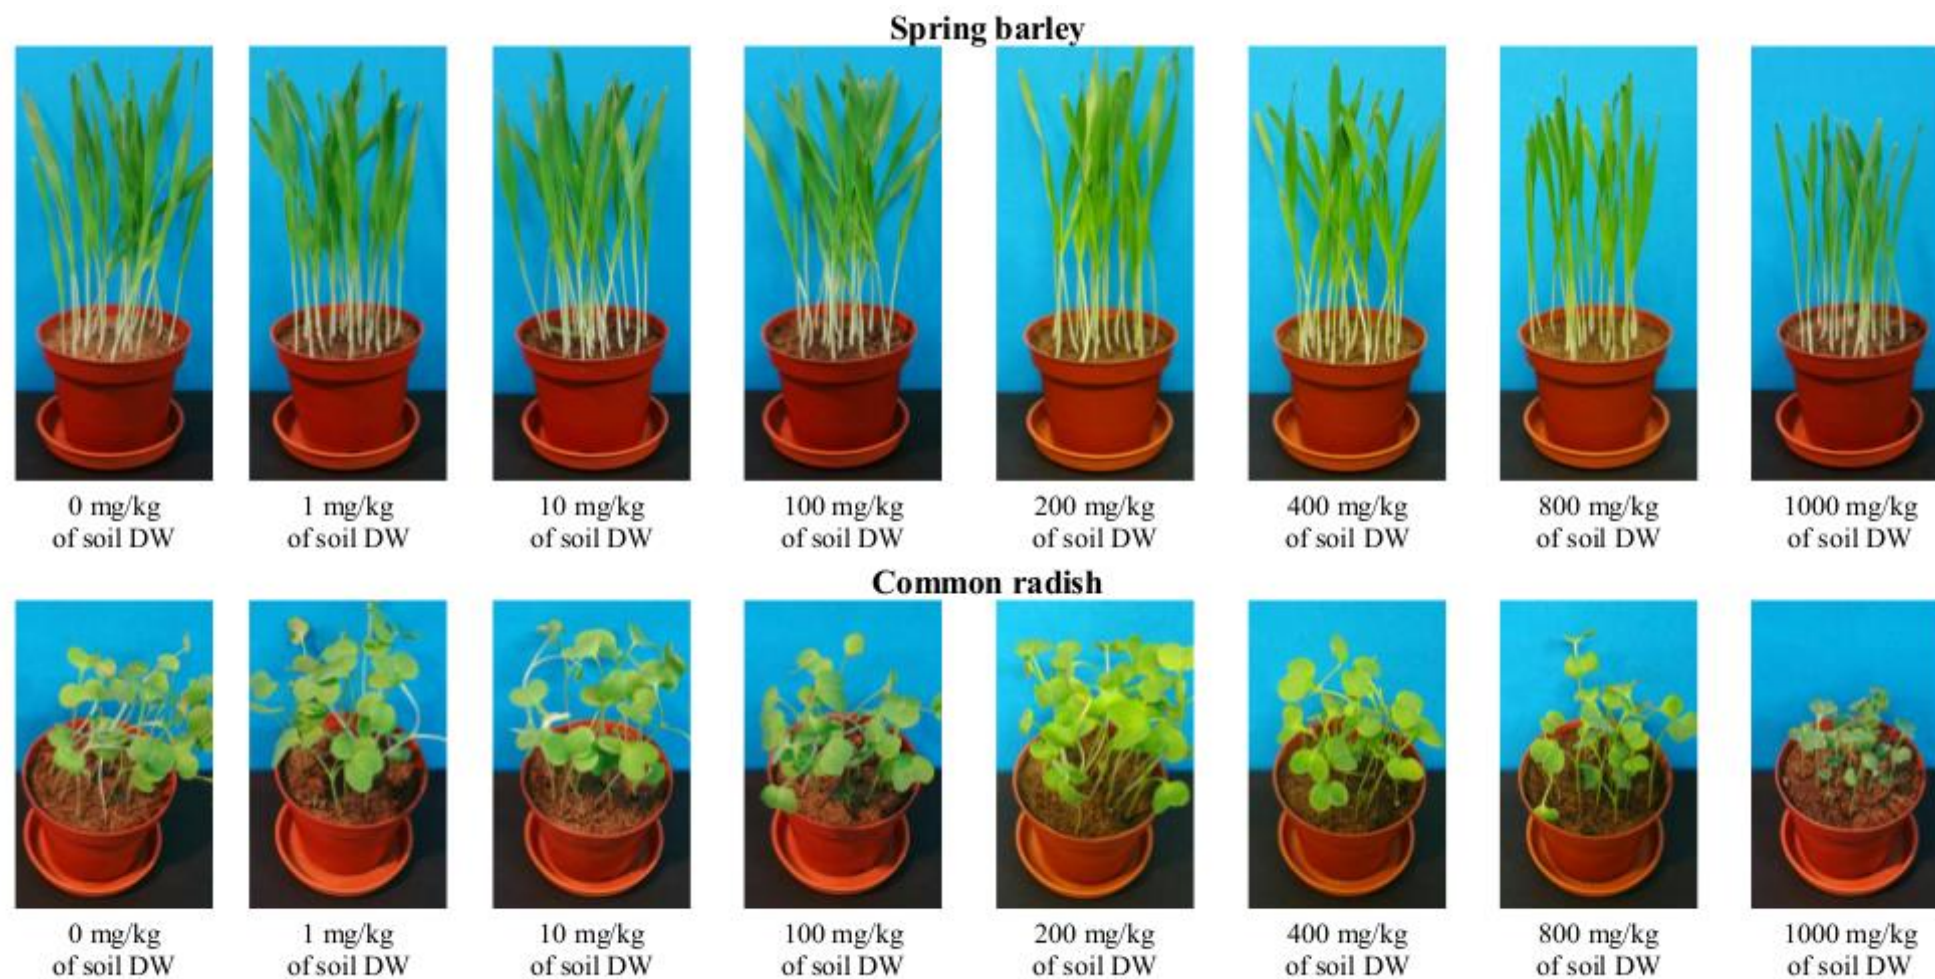 Spring barley
0 mg/kg
of soil DW
1 mg/kg
of soil DW
10 mg/kg
of soil DW
100 mg/kg
of soil DW
200 mg/kg
of soil DW
400 mg/kg
of soil DW
800 mg/kg
of soil DW
1000 mg/kg
of soil DW
Common radish
0 mg/kg
of soil DW
1 mg/kg
of soil DW
10 mg/kg
of soil DW
100 mg/kg
of soil DW
200 mg/kg
of soil DW
400 mg/kg
of soil DW
800 mg/kg
of soil DW
1000 mg/kg
of soil DW